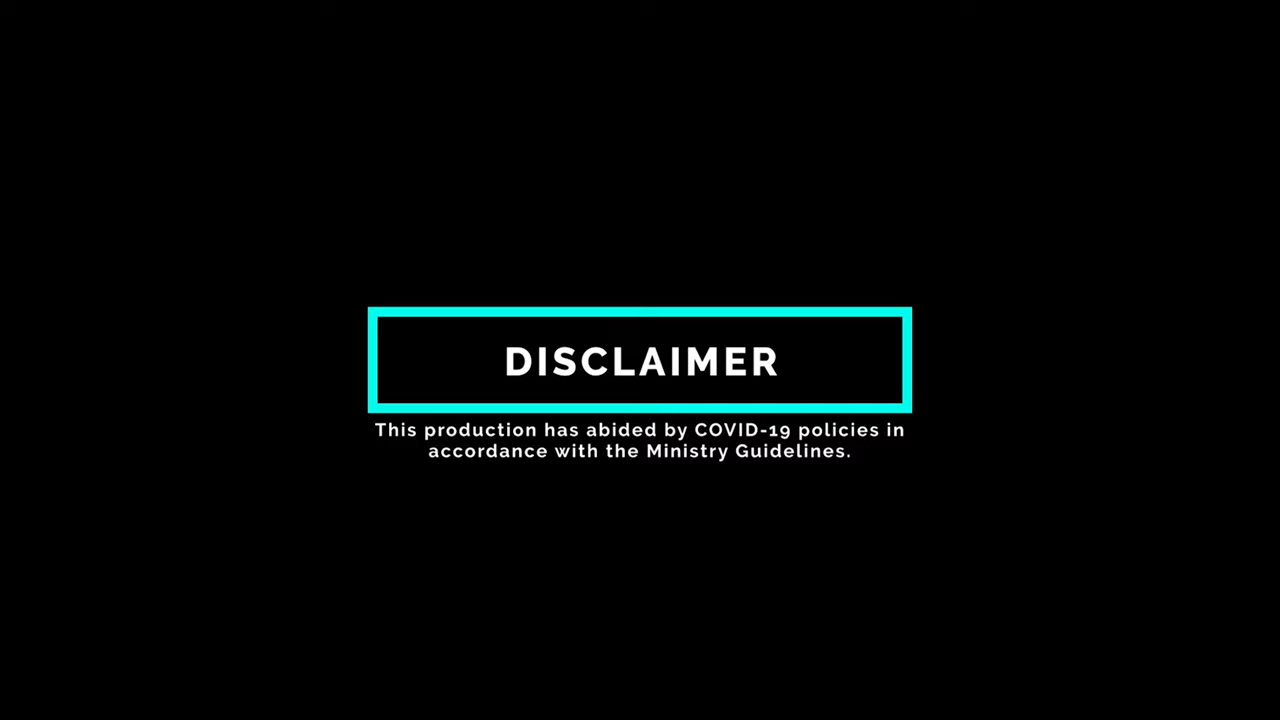 DISCLAIMER
This production has abided by COVID-19 policies in
accordance with the Ministry Guidelines.